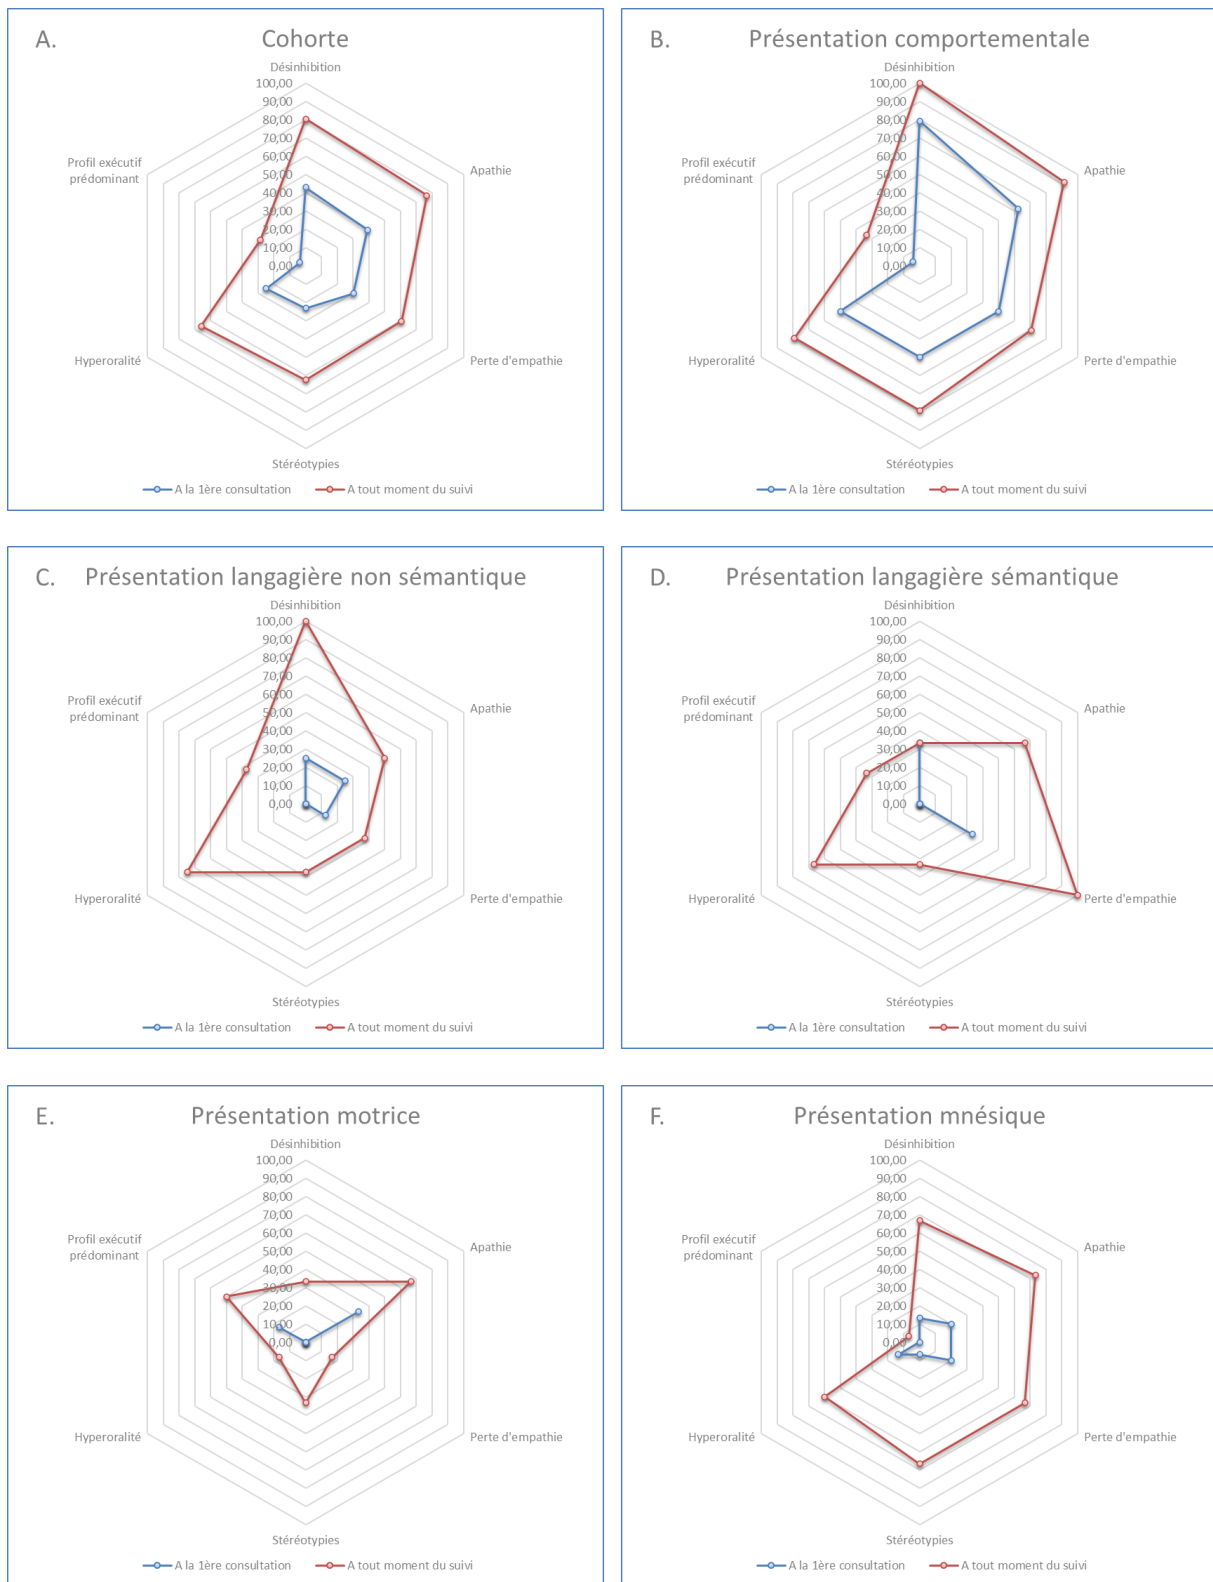 A.
Cohorte
Désinhibition
100,00
90,00
80,00
70,00
60,00
50,00
40,00
30,00
20,00
10,00
0,00
Profil exécutif
prédominant
Apathie
Hyperoralité
Perte d'empathie
Stéréotypies
A la 1ère consultation
A tout moment du suivi
B.
Présentation comportementale
Désinhibition
100,00
90,00
80,00
70,00
60,00
50,00
40,00
30,00
20,00
10,00
0,00
Profil exécutif
prédominant
Apathie
Hyperoralité
Perte d'empathie
Stéréotypies
A la 1ère consultation
A tout moment du suivi
C.
Présentation langagière non sémantique
Désinhibition
100,00
90,00
80,00
70,00
60,00
50,00
40,00
30,00
20,00
10,00
0,00
Profil exécutif
prédominant
Apathie
Hyperoralité
Perte d'empathie
Stéréotypies
A la 1ère consultation
A tout moment du suivi
D.
Présentation langagière sémantique
Désinhibition
100,00
90,00
80,00
70,00
60,00
50,00
40,00
30,00
20,00
10,00
0,00
Profil exécutif
prédominant
Apathie
Hyperoralité
Perte d'empathie
Stéréotypies
A la 1ère consultation
A tout moment du suivi
E.
Présentation motrice
Désinhibition
100,00
90,00
80,00
70,00
60,00
50,00
40,00
30,00
20,00
10,00
0,00
Profil exécutif
prédominant
Apathie
Hyperoralité
Perte d'empathie
Stéréotypies
A la 1ère consultation
A tout moment du suivi
F.
Présentation mnésique
Désinhibition
100,00
90,00
80,00
70,00
60,00
50,00
40,00
30,00
20,00
10,00
0,00
Profil exécutif
prédominant
Apathie
Hyperoralité
Perte d'empathie
Stéréotypies
A la 1ère consultation
A tout moment du suivi